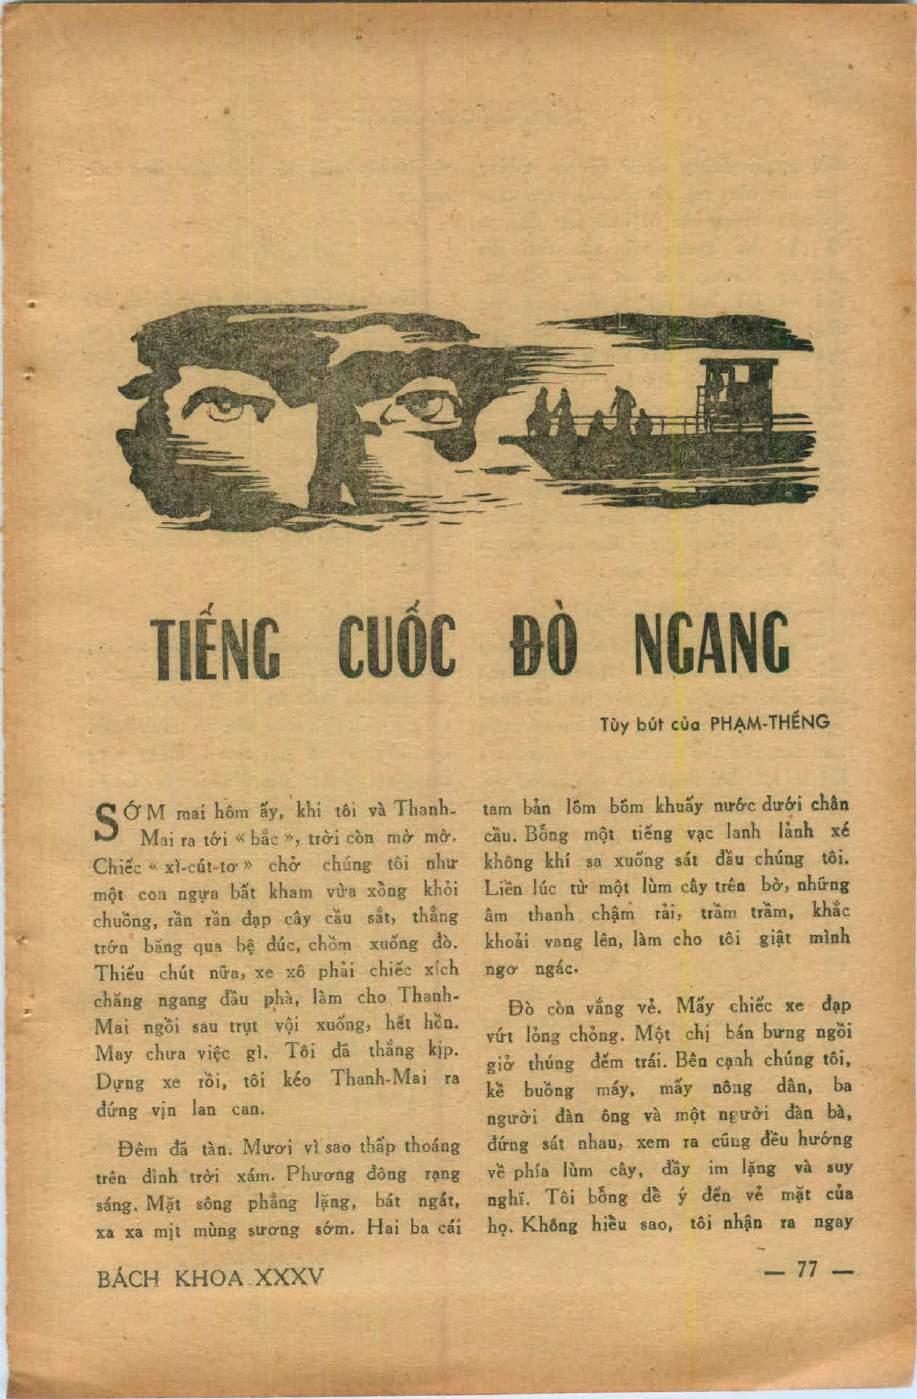 TIẾNG CUỐC ĐÒ NGANG
Tùy bút của PHẠM-THẾNG
SỚM mai hôm ấy, khi tôi và Thanh-
Mai ra tới « bắc », trời còn mờ mờ.
Chiếc « xì-cút-tơ » chở chúng tôi như
một con ngựa bất kham vừa xồng khỏi
chuồng, rần rần đạp cây cầu sắt, thẳng
trớn băng qua bệ đúc, chồm xuống đò.
Thiếu chút nữa, xe xô phải chiếc xích
chăng ngang đầu phà, làm cho Thanh-
Mai ngồi sau trụt vội xuống, hết hồn.
May chưa việc gì. Tôi đã thắng kịp.
Dựng xe rồi, tôi kéo Thanh-Mai ra
đứng vịn lan can.
Đêm đã tàn. Mươi vì sao thấp thoáng
trên đỉnh trời xám. Phương đông rạng
sáng. Mặt sông phẳng lặng, bát ngát,
xa xa mịt mùng sương sớm. Hai ba cái
tam bản lõm bõm khuấy nước dưới chân
cầu. Bỗng một tiếng vạc lanh lảnh xé
không khí sa xuống sát đầu chúng tôi.
Liền lúc từ một lùm cây trên bờ, những
âm thanh chậm rãi, trầm trầm, khắc
khoải vang lên, làm cho tôi giật mình
ngơ ngác.
Đò còn vắng vẻ. Mấy chiếc xe đạp
vứt lỏng chỏng. Một chị bán bưng ngồi
giở thúng đếm trái. Bên cạnh chúng tôi,
kề buồng máy, mấy nông dân, ba
người đàn ông và một người đàn bà,
đứng sát nhau, xem ra cũng đều hướng
về phía lùm cây, đầy im lặng và suy
nghĩ. Tôi bỗng để ý đến vẻ mặt của
họ. Không hiểu sao, tôi nhận ra ngay
BÁCH KHOA XXXV
— 77 —